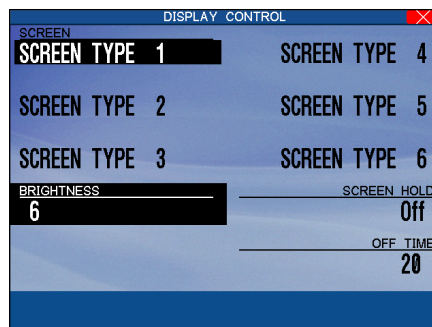 DISPLAY CONTROL
SCREEN
SCREEN TYPE 1
SCREEN TYPE 4
SCREEN TYPE 2
SCREEN TYPE 5
SCREEN TYPE 3
SCREEN TYPE 6
BRIGHTNESS
6
SCREEN HOLD
Off
OFF TIME
20